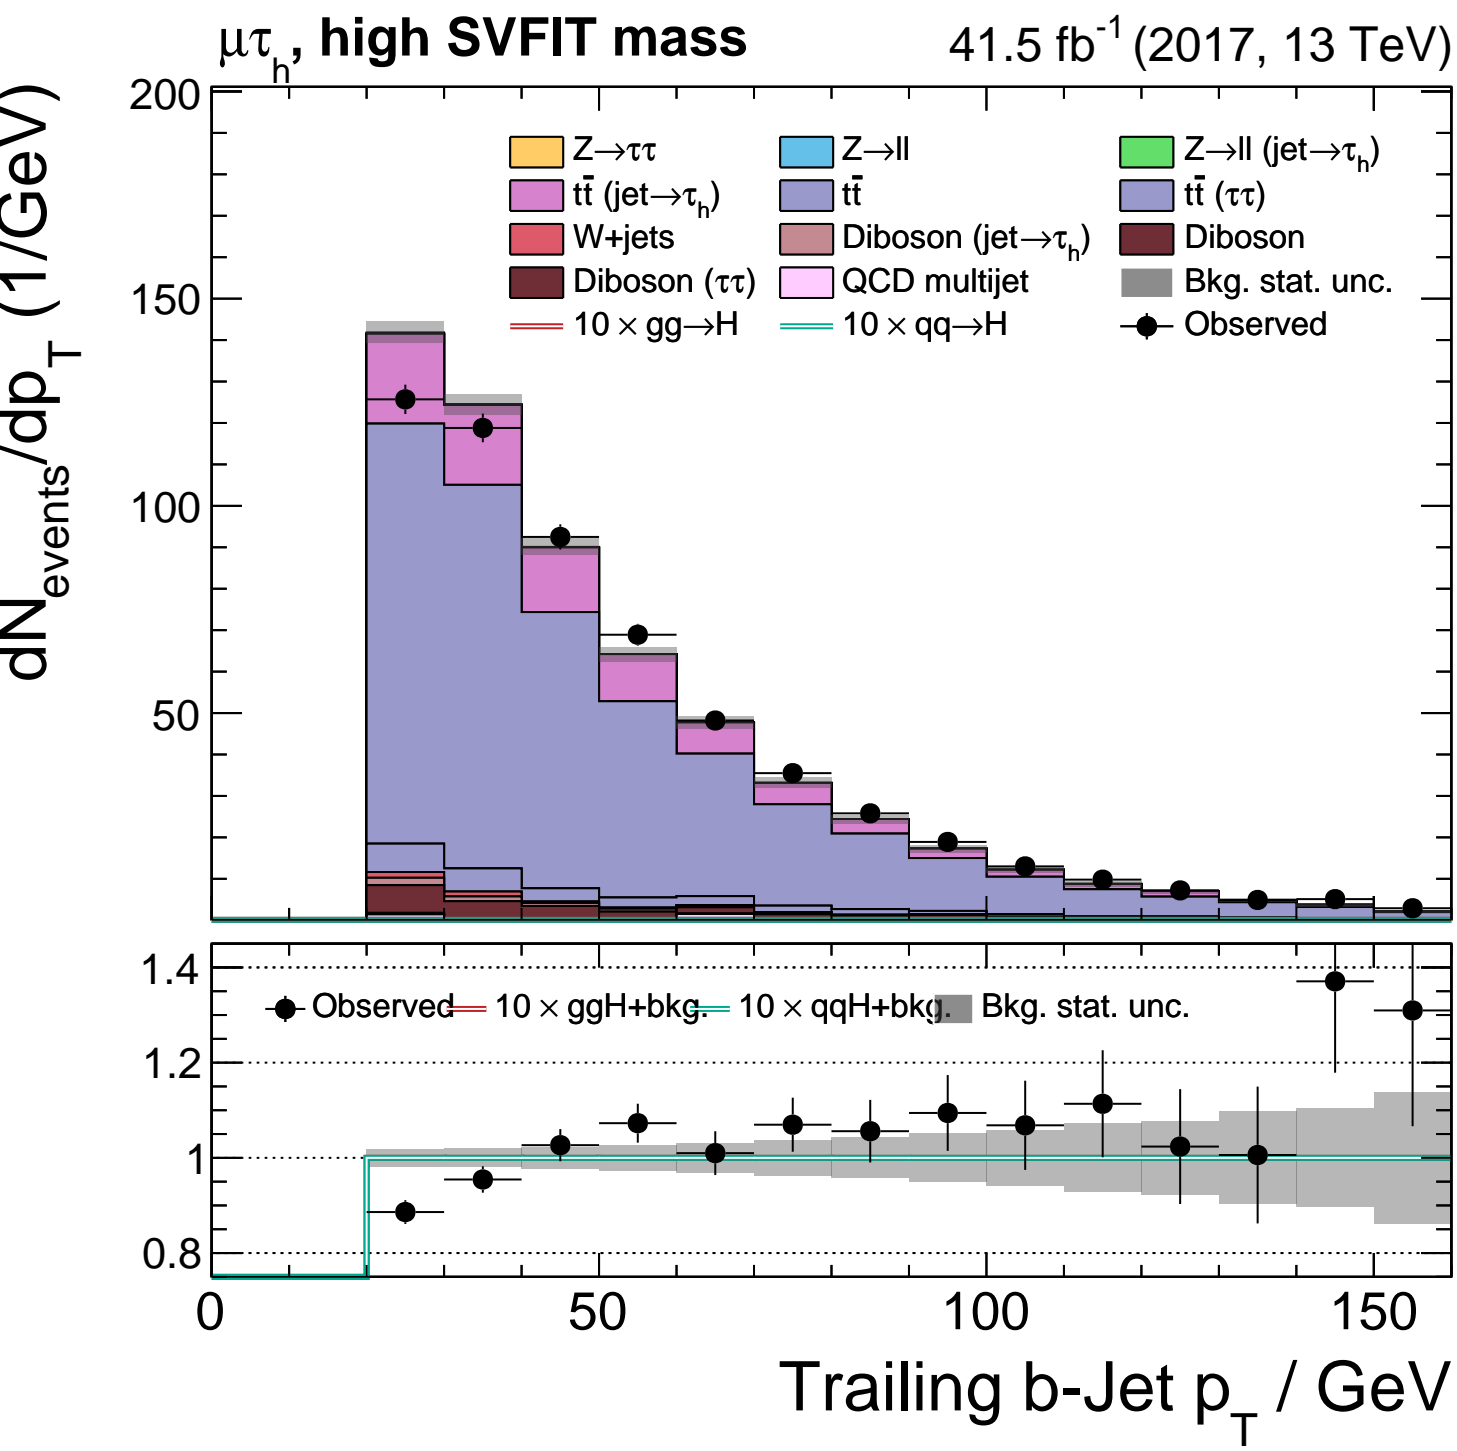 μτh, high SVFIT mass 41.5 fb-1 (2017, 13 TeV)
dNevents/dpT (1/GeV)
200
150
100
50
Z→ττ Z→ll Z→ll (jet→τh)
tt̄ (jet→τh) tt̄ tt̄ (ττ)
W+jets Diboson (jet→τh) Diboson
Diboson (ττ) QCD multijet Bkg. stat. unc.
10 × gg→H 10 × qq→H Observed
1.4
1.2
1
0.8
Observed 10 × ggH+bkg. 10 × qqH+bkg. Bkg. stat. unc.
0 50 100 150
Trailing b-Jet pT / GeV